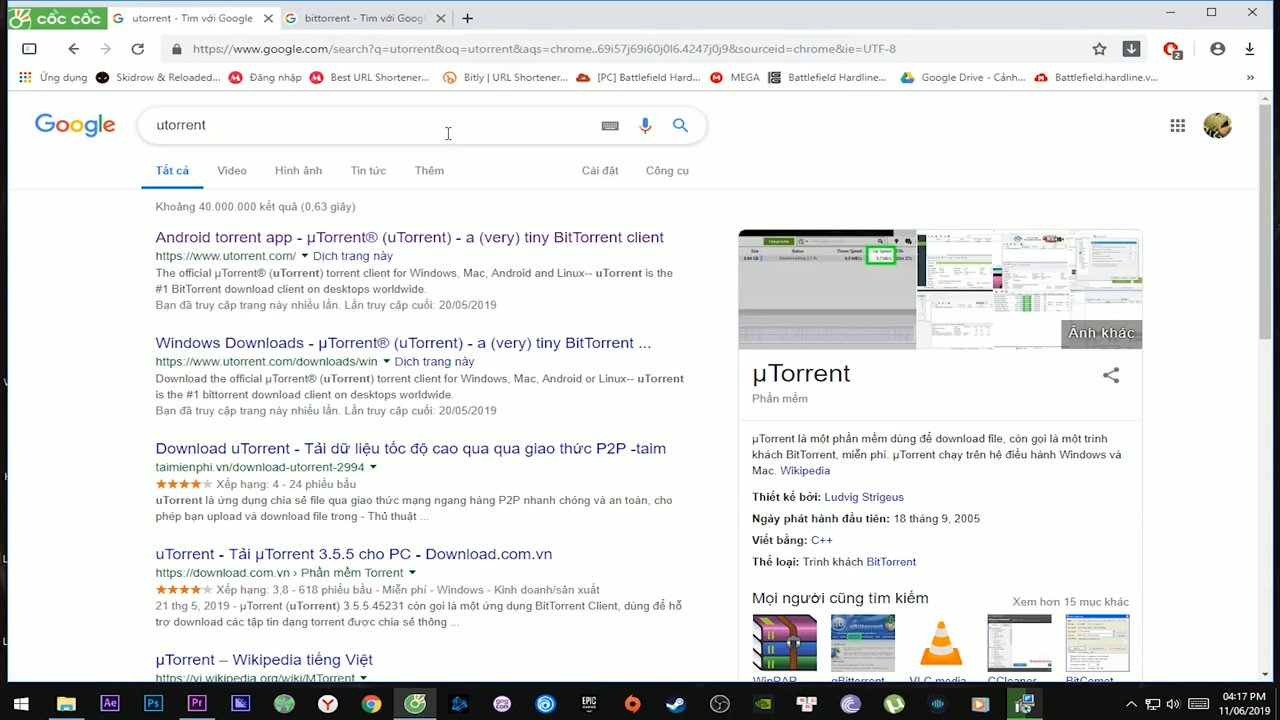 cốc cốc
utorrent - Tìm với Google
bittorrent - Tìm với Googl
https://www.google.com/search?q=utorrent&oq=utorrent&aqs=chrome..69i57j69i60j0l6.4247j0j9&sourceid=chrome&ie=UTF-8
2
Ứng dụng
Skidrow & Reloaded...
Đăng nhập
Best URL Shortener...
Bitly | URL Shortener...
[PC] Battlefield Hard...
MEGA
Battlefield Hardline...
Google Drive - Cảnh...
Battlefield.hardline.v...
Google
utorrent
Tất cả
Video
Hình ảnh
Tin tức
Thêm
Cài đặt
Công cụ
Khoảng 40.000.000 kết quả (0,63 giây)
Android torrent app - µTorrent® (uTorrent) - a (very) tiny BitTorrent client
https://www.utorrent.com/ Dịch trang này
The official µTorrent® (uTorrent) torrent client for Windows, Mac, Android and Linux-- uTorrent is the
#1 BitTorrent download client on desktops worldwide.
Bạn đã truy cập trang này nhiều lần. Lần truy cập cuối: 20/05/2019
Windows Downloads - µTorrent® (uTorrent) - a (very) tiny BitTorrent ...
https://www.utorrent.com/downloads/win Dịch trang này
Download the official µTorrent® (uTorrent) torrent client for Windows, Mac, Android or Linux-- uTorrent
is the #1 bittorrent download client on desktops worldwide.
Bạn đã truy cập trang này nhiều lần. Lần truy cập cuối: 20/05/2019
Download uTorrent - Tải dữ liệu tốc độ cao qua qua giao thức P2P -taim
taimienphi.vn/download-utorrent-2994
Xếp hạng: 4 - 24 phiếu bầu
uTorrent là ứng dụng chia sẻ file qua giao thức mạng ngang hàng P2P nhanh chóng và an toàn, cho
phép bạn upload và download file trong - Thủ thuật ...
uTorrent - Tải µTorrent 3.5.5 cho PC - Download.com.vn
https://download.com.vn › Phần mềm Torrent
Xếp hạng: 3,8 - 618 phiếu bầu - Miễn phí - Windows - Kinh doanh/sản xuất
21 thg 5, 2019 - µTorrent (uTorrent) 3.5.5.45231 còn gọi là một ứng dụng BitTorrent Client, dùng để hỗ
trợ download các tập tin dạng torrent được chia sẻ thông ...
µTorrent – Wikipedia tiếng Việt
https://vi.wikipedia.org/wiki/ΜTorrent
Ảnh khác
µTorrent
Phần mềm
µTorrent là một phần mềm dùng để download file, còn gọi là một trình
khách BitTorrent, miễn phí. µTorrent chạy trên hệ điều hành Windows và
Mac. Wikipedia
Thiết kế bởi: Ludvig Strigeus
Ngày phát hành đầu tiên: 18 tháng 9, 2005
Viết bằng: C++
Thể loại: Trình khách BitTorrent
Mọi người cũng tìm kiếm
Xem hơn 15 mục khác
WinRAR
qBittorrent
VLC media
CCleaner
BitComet
04:17 PM
11/06/2019